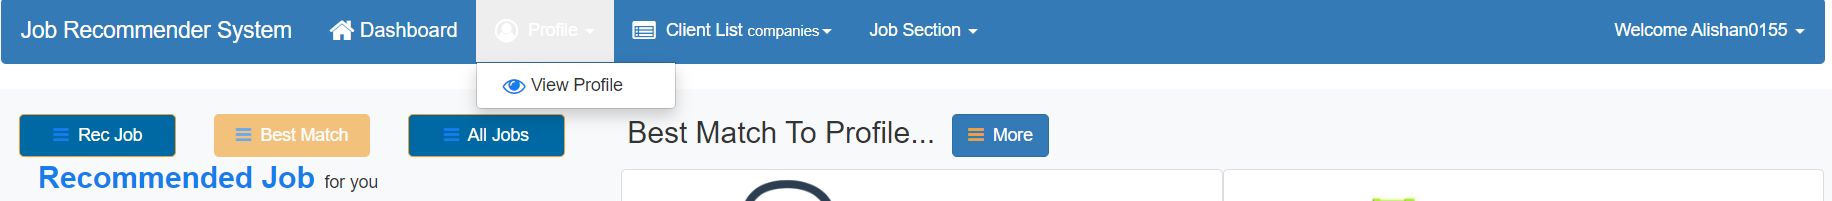 Job Recommender System Dashboard Profile Client List companies Job Section Welcome Alishan0155
View Profile
Rec Job Best Match All Jobs Best Match To Profile... More
Recommended Job for you